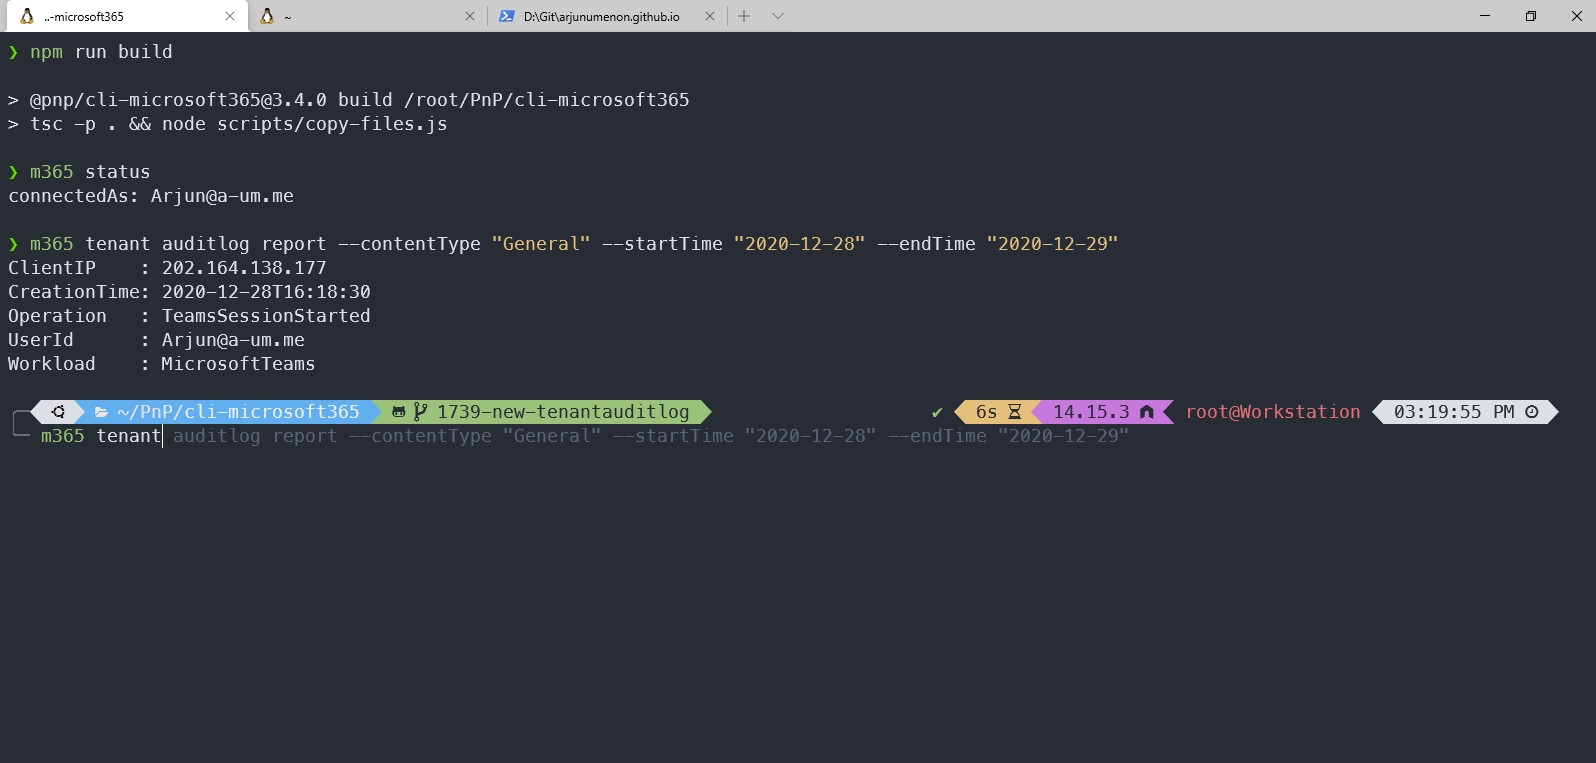 ..-microsoft365
~
D:\Git\arjunumenon.github.io
❯ npm run build
> @pnp/cli-microsoft365@3.4.0 build /root/PnP/cli-microsoft365
> tsc -p . && node scripts/copy-files.js
❯ m365 status
connectedAs: Arjun@a-um.me
❯ m365 tenant auditlog report --contentType "General" --startTime "2020-12-28" --endTime "2020-12-29"
ClientIP    : 202.164.138.177
CreationTime: 2020-12-28T16:18:30
Operation   : TeamsSessionStarted
UserId      : Arjun@a-um.me
Workload    : MicrosoftTeams
~/PnP/cli-microsoft365 1739-new-tenantauditlog ✔ 6s 14.15.3 root@Workstation 03:19:55 PM
m365 tenant auditlog report --contentType "General" --startTime "2020-12-28" --endTime "2020-12-29"